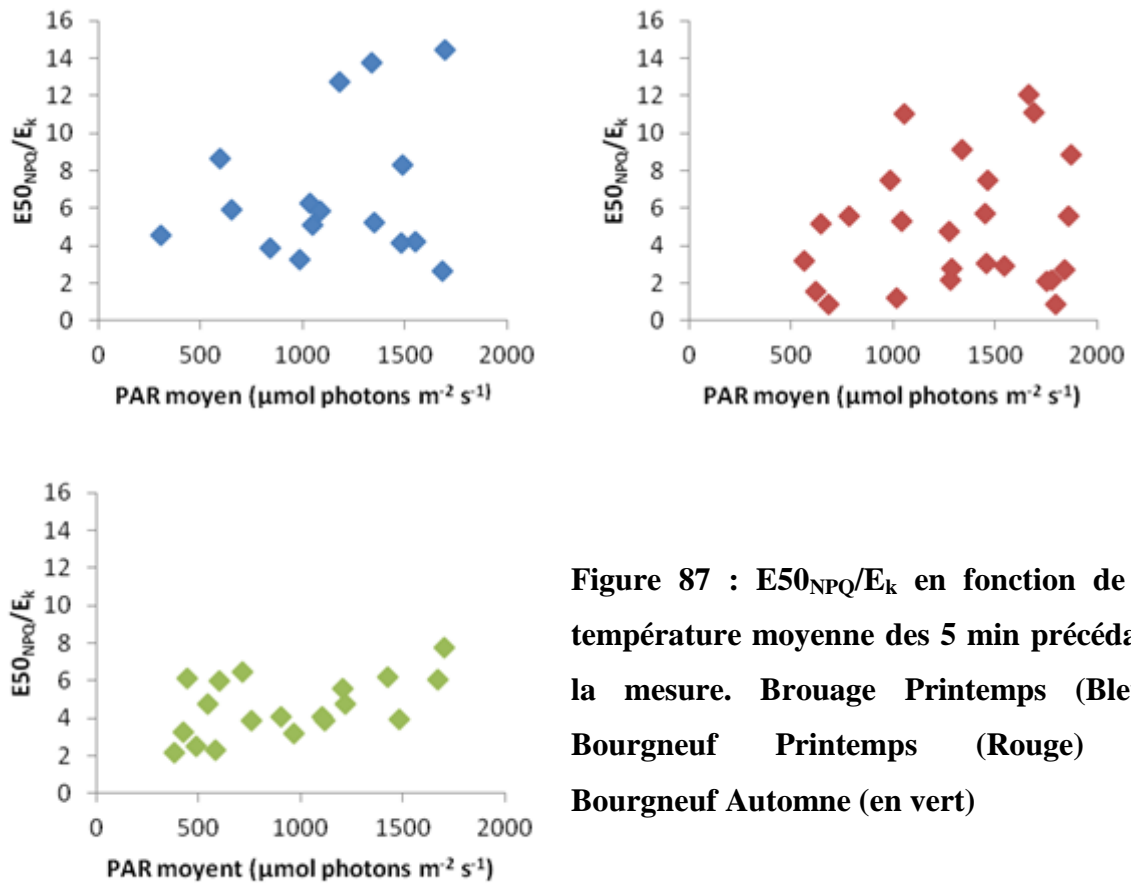 16
14
12
10
8
6
4
2
0
E50NPQ/Ek
0 500 1000 1500 2000
PAR moyen (µmol photons m-2 s-1)
16
14
12
10
8
6
4
2
0
E50NPQ/Ek
0 500 1000 1500 2000
PAR moyen (µmol photons m-2 s-1)
16
14
12
10
8
6
4
2
0
E50NPQ/Ek
0 500 1000 1500 2000
PAR moyent (µmol photons m-2 s-1)
Figure 87 : E50NPQ/Ek en fonction de
température moyenne des 5 min
la mesure. Brouage Printemps
Bourgneuf Printemps (Rouge)
Bourgneuf Automne (en vert)